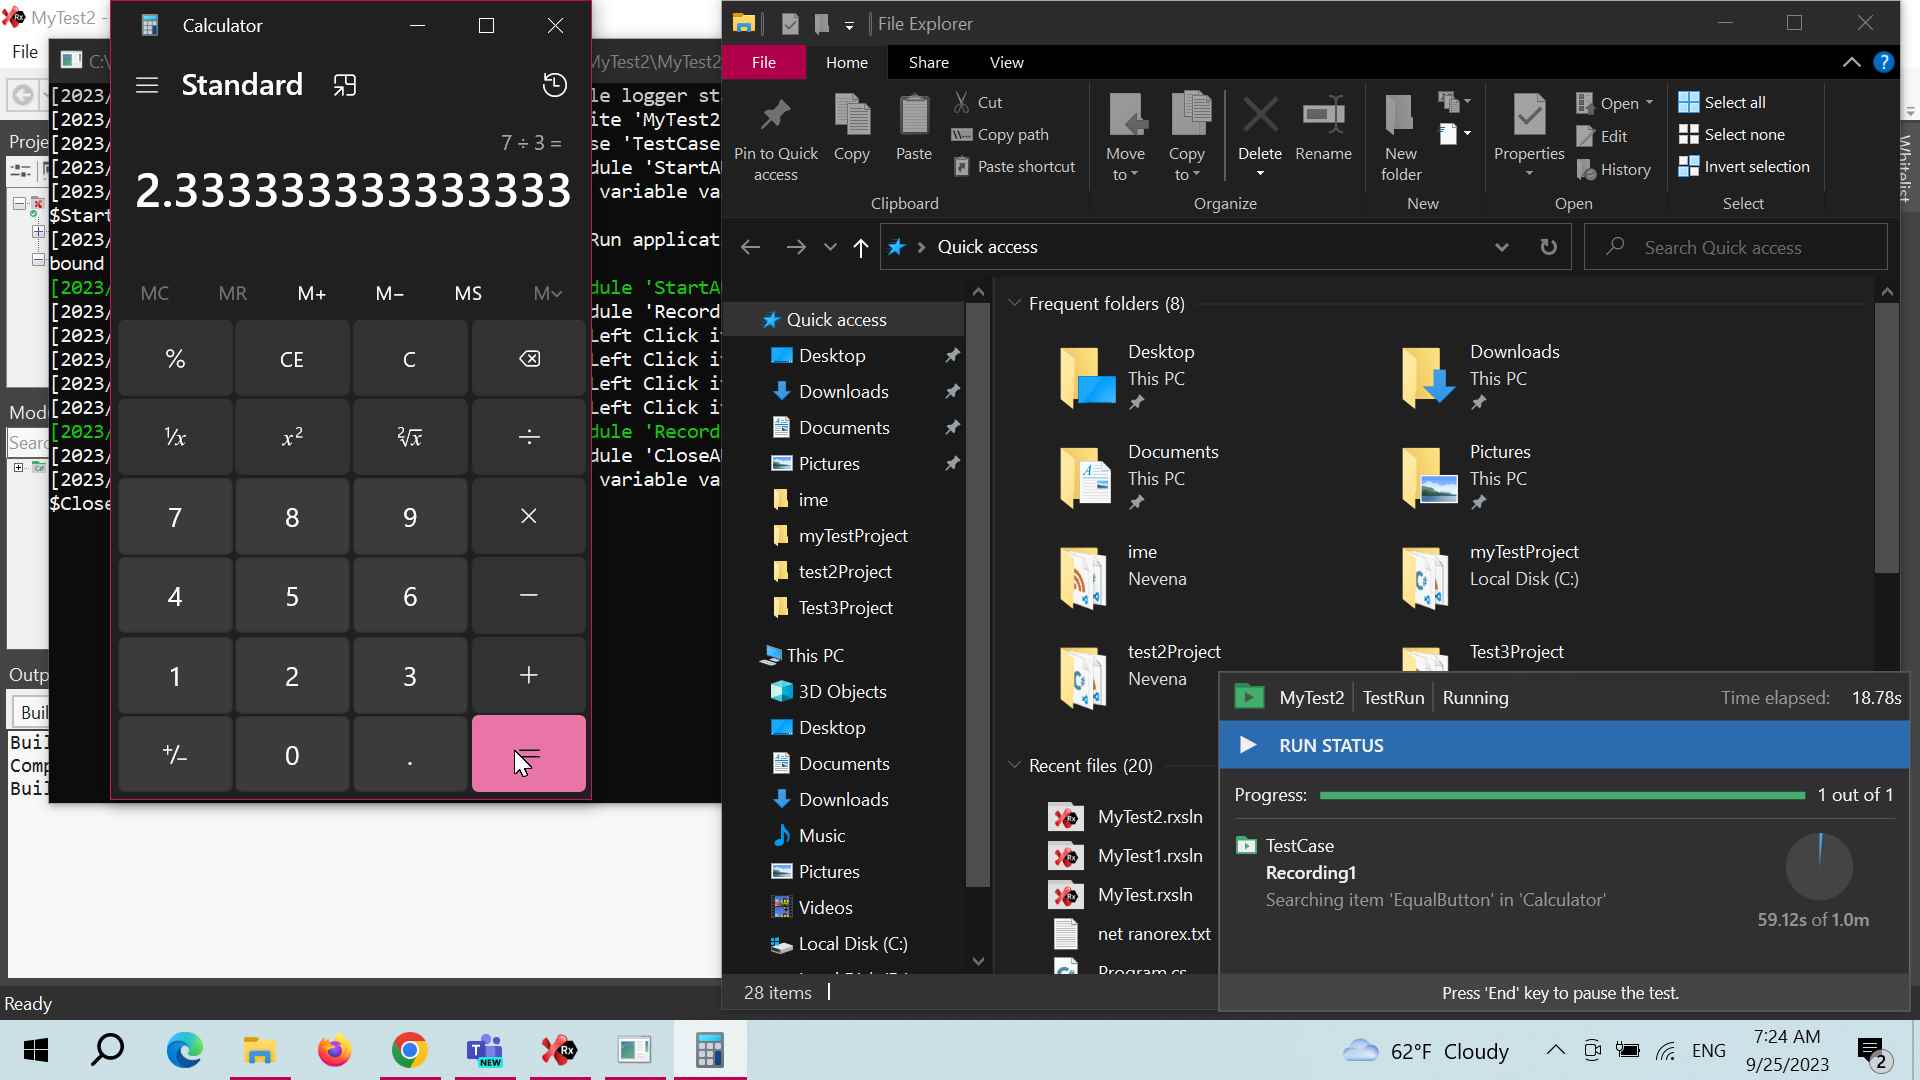 MyTest2 -
File
Calculator
Standard
7 ÷ 3 =
2.333333333333333
MC MR M+ M− MS M
% CE C
⅟x x² ²√x ÷
7 8 9 ×
4 5 6 −
1 2 3 +
+/− 0 . =
C:\ MyTest2\MyTest2
[2023/ le logger st
[2023/ ite 'MyTest2
[2023/ se 'TestCase
[2023/ dule 'StartA
[2023/ variable va
$Start
[2023/ Run applicat
bound
[2023/ dule 'StartA
[2023/ dule 'Record
[2023/ Left Click i
[2023/ Left Click i
[2023/ Left Click i
[2023/ Left Click i
[2023/ dule 'Record
[2023/ dule 'CloseA
[2023/ variable va
$Close
Proje
Modu
Searc
Outp
Buil
Buil
Comp
Buil
Ready
File Explorer
File Home Share View
Pin to Quick access
Copy
Paste
Cut
Copy path
Paste shortcut
Clipboard
Move to
Copy to
Delete
Rename
Organize
New folder
New
Properties
Open
Edit
History
Open
Select all
Select none
Invert selection
Select
Whitelist
Quick access
Search Quick access
Quick access
Desktop
Downloads
Documents
Pictures
ime
myTestProject
test2Project
Test3Project
This PC
3D Objects
Desktop
Documents
Downloads
Music
Pictures
Videos
Local Disk (C:)
Frequent folders (8)
Desktop
This PC
Downloads
This PC
Documents
This PC
Pictures
This PC
ime
Nevena
myTestProject
Local Disk (C:)
test2Project
Nevena
Test3Project
Recent files (20)
MyTest2.rxsln
MyTest1.rxsln
MyTest.rxsln
net ranorex.txt
Program.cs
28 items
MyTest2 TestRun Running Time elapsed: 18.78s
RUN STATUS
Progress: 1 out of 1
TestCase
Recording1
Searching item 'EqualButton' in 'Calculator'
59.12s of 1.0m
Press 'End' key to pause the test.
NEW
Rx
62°F Cloudy
ENG
7:24 AM
9/25/2023
2